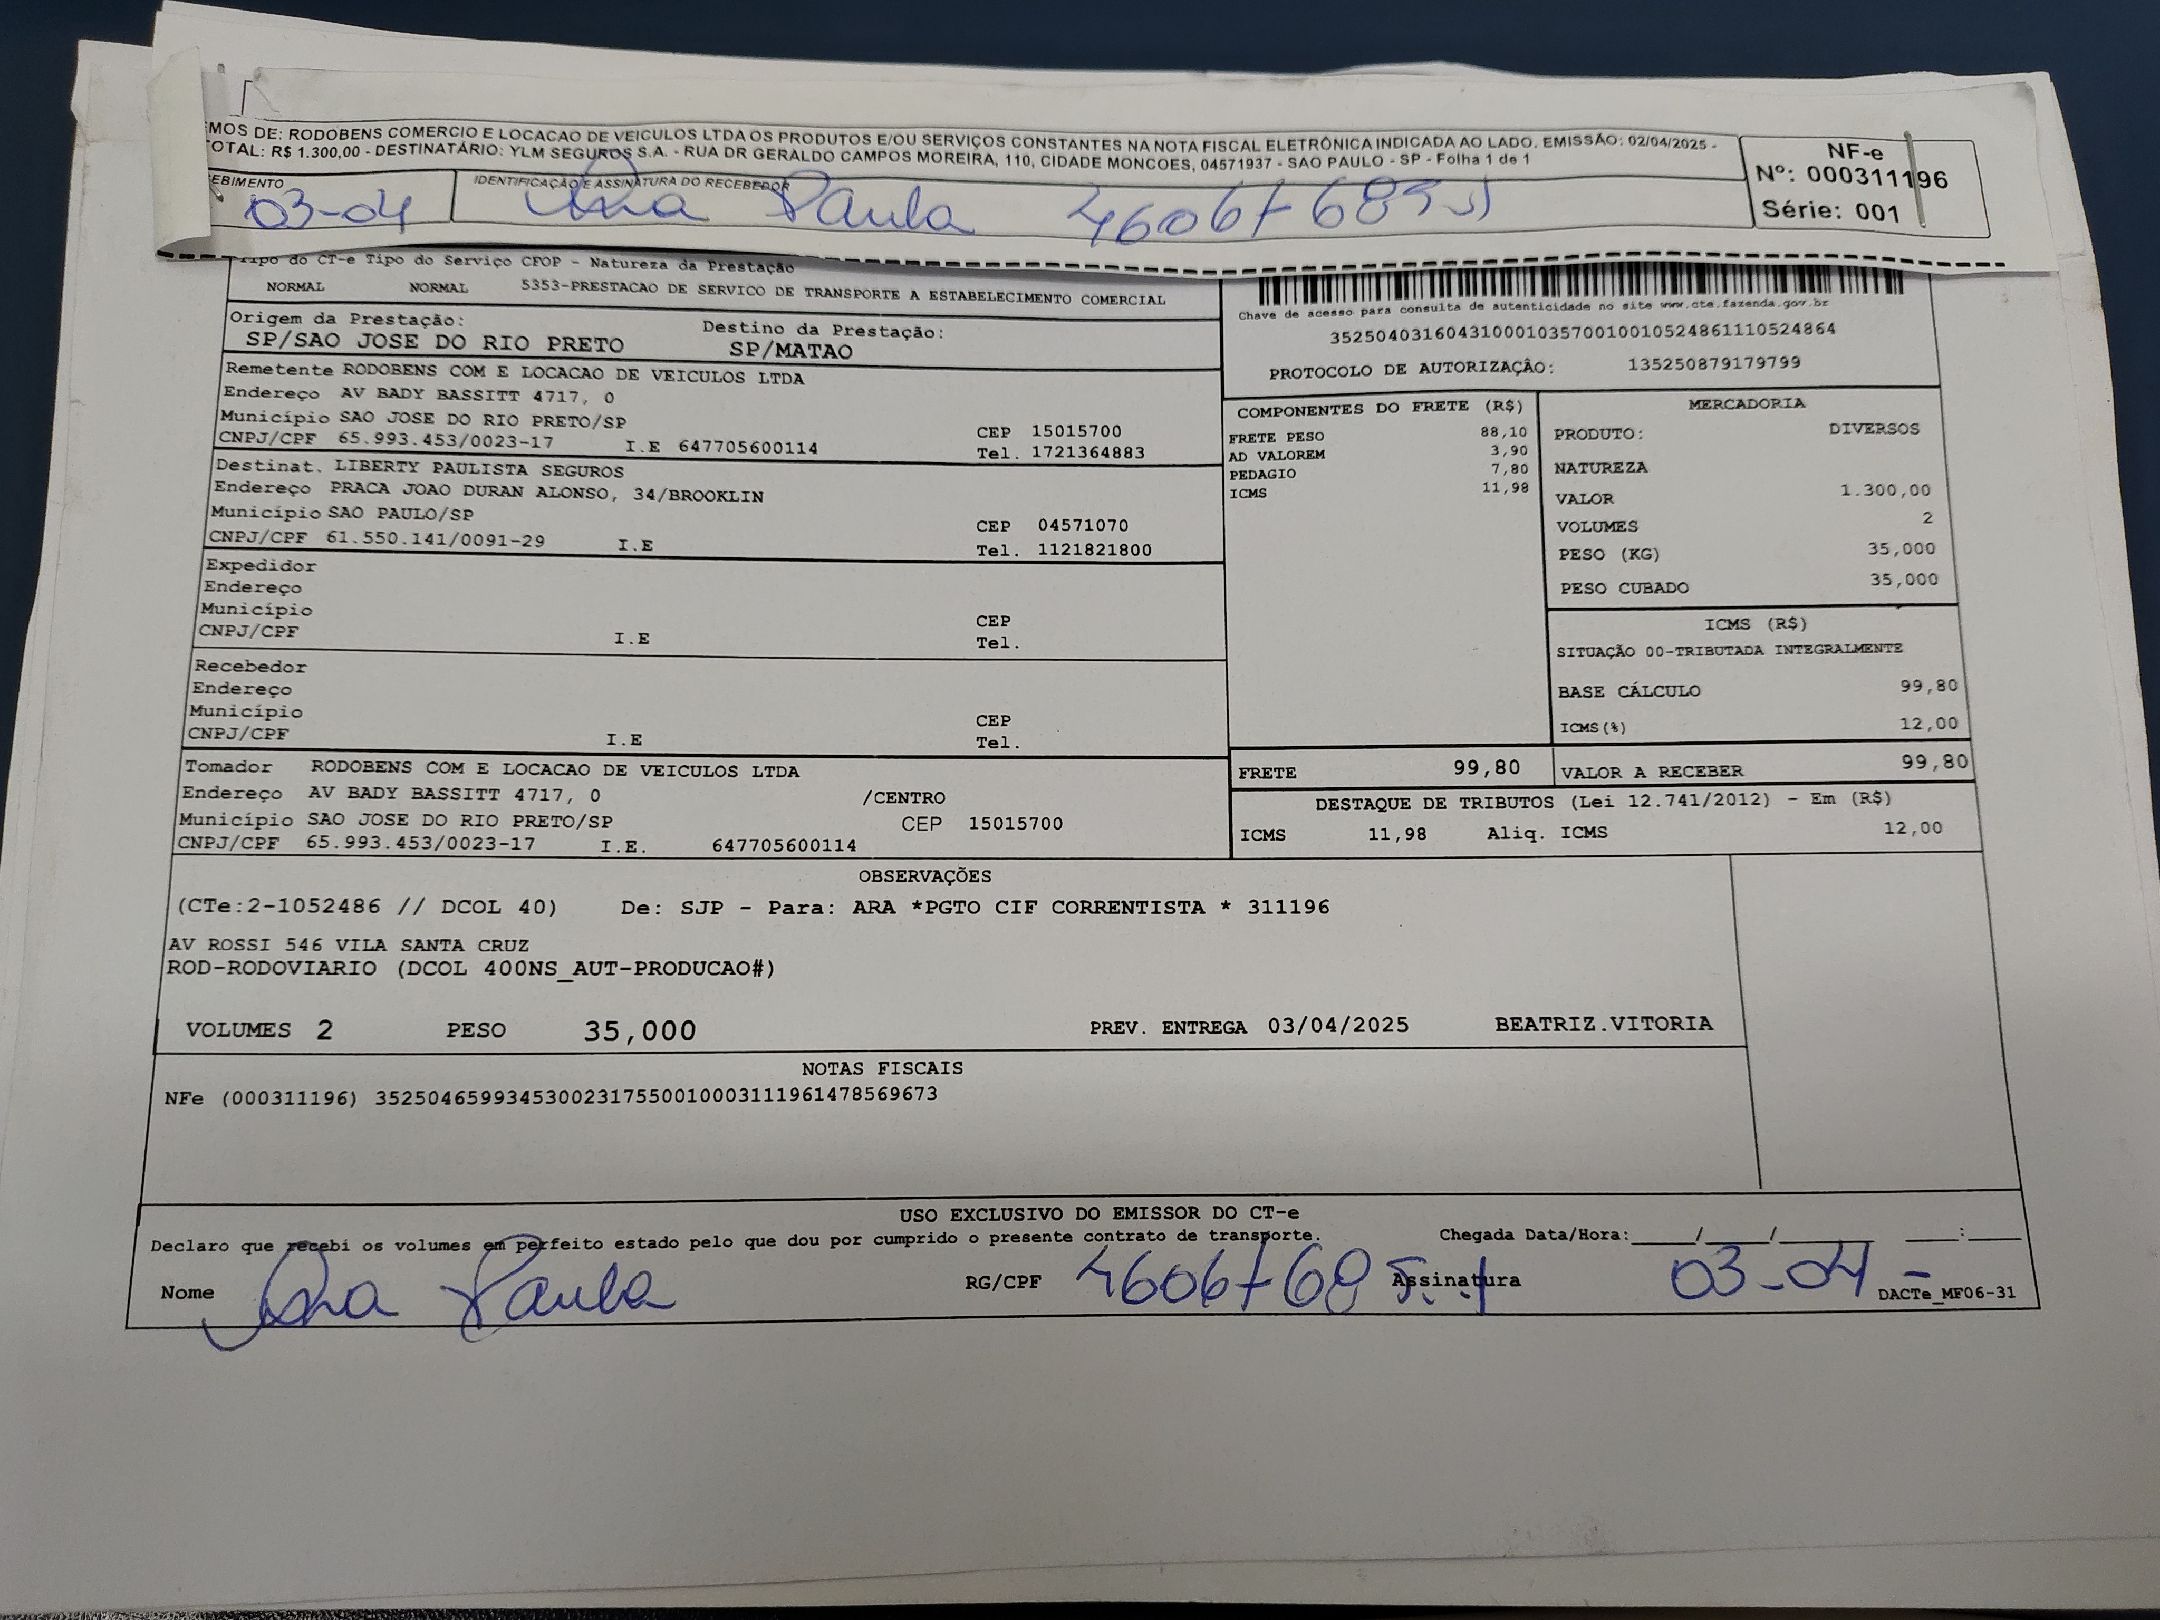 MOS DE: RODOBENS COMERCIO E LOCACAO DE VEICULOS LTDA OS PRODUTOS E/OU SERVIÇOS CONSTANTES NA NOTA FISCAL ELETRÔNICA INDICADA AO LADO. EMISSÃO: 02/04/2025 -
OTAL: R$ 1.300,00 - DESTINATÁRIO: YLM SEGUROS S.A. - RUA DR GERALDO CAMPOS MOREIRA, 110, CIDADE MONCOES, 04571937 - SAO PAULO - SP - Folha 1 de 1
NF-e
Nº: 000311196
Série: 001
EBIMENTO
03-04
IDENTIFICAÇÃO E ASSINATURA DO RECEBEDOR
Ana Paula
Tipo do CT-e Tipo do Serviço CFOP - Natureza da Prestação
NORMAL NORMAL 5353-PRESTACAO DE SERVICO DE TRANSPORTE A ESTABELECIMENTO COMERCIAL
Origem da Prestação: Destino da Prestação:
SP/SAO JOSE DO RIO PRETO SP/MATAO
Remetente RODOBENS COM E LOCACAO DE VEICULOS LTDA
Endereço AV BADY BASSITT 4717, 0
Município SAO JOSE DO RIO PRETO/SP CEP 15015700
CNPJ/CPF 65.993.453/0023-17 I.E 647705600114 Tel. 1721364883
Destinat. LIBERTY PAULISTA SEGUROS
Endereço PRACA JOAO DURAN ALONSO, 34/BROOKLIN
Município SAO PAULO/SP CEP 04571070
CNPJ/CPF 61.550.141/0091-29 I.E Tel. 1121821800
Expedidor
Endereço
Município CEP
CNPJ/CPF I.E Tel.
Recebedor
Endereço
Município CEP
CNPJ/CPF I.E Tel.
Tomador RODOBENS COM E LOCACAO DE VEICULOS LTDA
Endereço AV BADY BASSITT 4717, 0 /CENTRO
Município SAO JOSE DO RIO PRETO/SP CEP 15015700
CNPJ/CPF 65.993.453/0023-17 I.E. 647705600114
Chave de acesso para consulta de autenticidade no site www.cte.fazenda.gov.br
35250403160431000103570010010524861110524864
PROTOCOLO DE AUTORIZAÇÃO: 135250879179799
COMPONENTES DO FRETE (R$)
FRETE PESO 88,10
AD VALOREM 3,90
PEDAGIO 7,80
ICMS 11,98
MERCADORIA
PRODUTO: DIVERSOS
NATUREZA
VALOR 1.300,00
VOLUMES 2
PESO (KG) 35,000
PESO CUBADO 35,000
ICMS (R$)
SITUAÇÃO 00-TRIBUTADA INTEGRALMENTE
BASE CÁLCULO 99,80
ICMS(%) 12,00
FRETE 99,80 VALOR A RECEBER 99,80
DESTAQUE DE TRIBUTOS (Lei 12.741/2012) - Em (R$)
ICMS 11,98 Aliq. ICMS 12,00
OBSERVAÇÕES
(CTe:2-1052486 // DCOL 40) De: SJP - Para: ARA *PGTO CIF CORRENTISTA * 311196
AV ROSSI 546 VILA SANTA CRUZ
ROD-RODOVIARIO (DCOL 400NS_AUT-PRODUCAO#)
VOLUMES 2 PESO 35,000 PREV. ENTREGA 03/04/2025 BEATRIZ.VITORIA
NOTAS FISCAIS
NFe (000311196) 35250465993453002317550010003111961478569673
USO EXCLUSIVO DO EMISSOR DO CT-e
Declaro que recebi os volumes em perfeito estado pelo que dou por cumprido o presente contrato de transporte. Chegada Data/Hora:____/____/______ ____:____
Nome Ana Paula RG/CPF Assinatura 03-04 -
DACTe_MF06-31